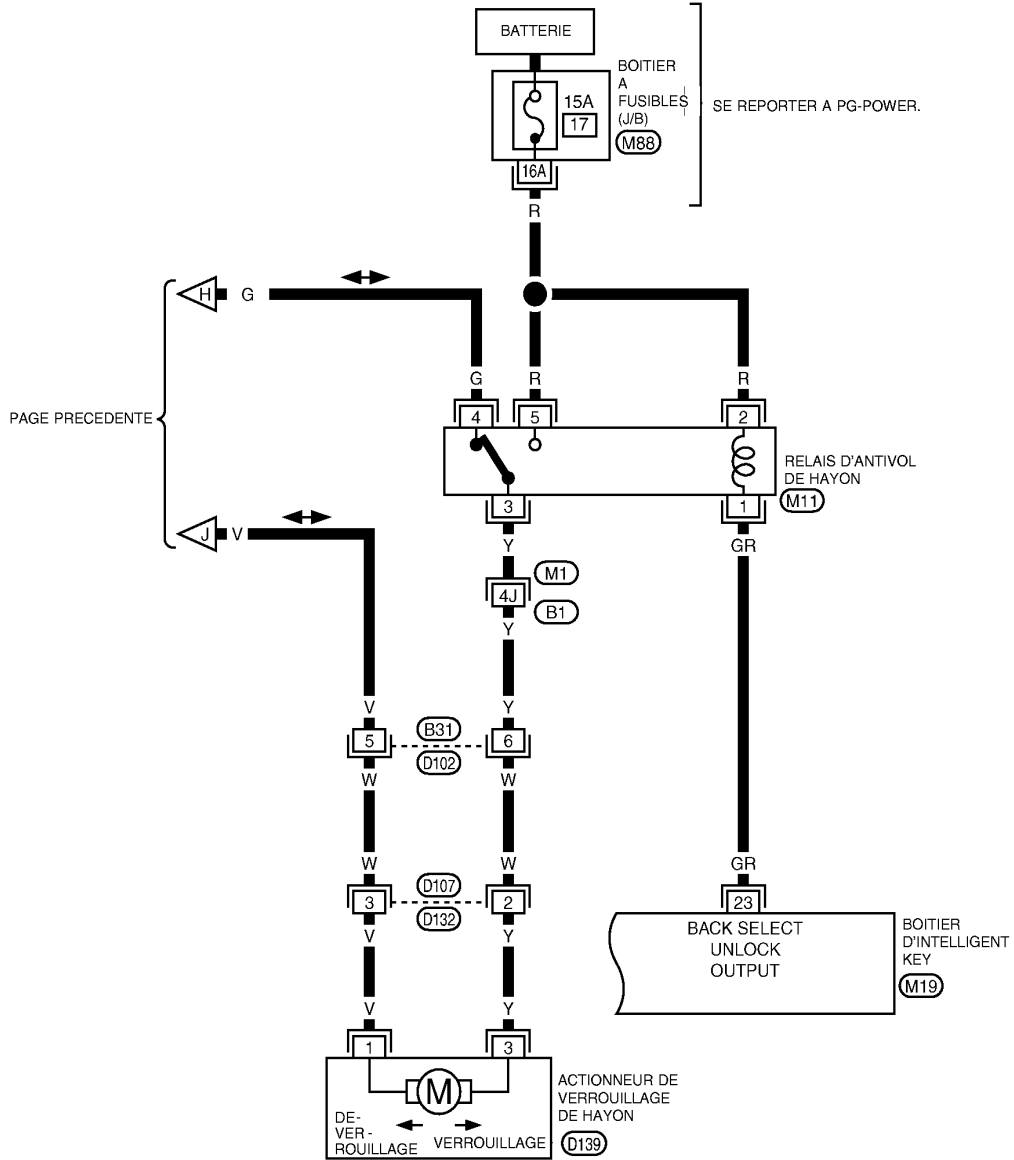 BATTERIE
BOITIER
A
FUSIBLES
(J/B)
15A
17
M88
SE REPORTER A PG-POWER.
16A
R
H
G
G
R
R
PAGE PRECEDENTE
4
5
2
RELAIS D'ANTIVOL
DE HAYON
M11
3
1
J
V
Y
GR
M1
4J
B1
Y
V
Y
5
B31
6
D102
W
W
W
W
GR
3
D107
2
23
D132
V
Y
BACK SELECT
UNLOCK
OUTPUT
BOITIER
D'INTELLIGENT
KEY
M19
V
Y
1
3
M
ACTIONNEUR DE
VERROUILLAGE
DE HAYON
D139
DE-
VER-
ROUILLAGE
VERROUILLAGE